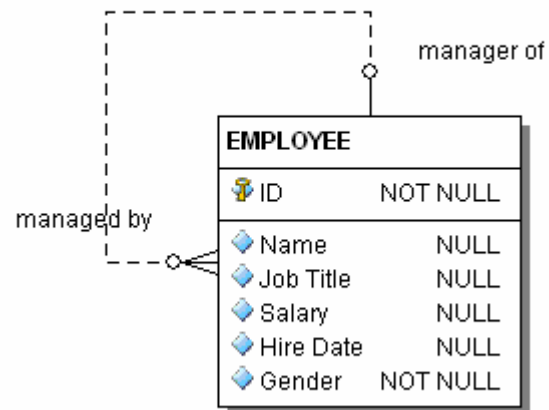 manager of
EMPLOYEE
ID NOT NULL
managed by
Name NULL
Job Title NULL
Salary NULL
Hire Date NULL
Gender NOT NULL